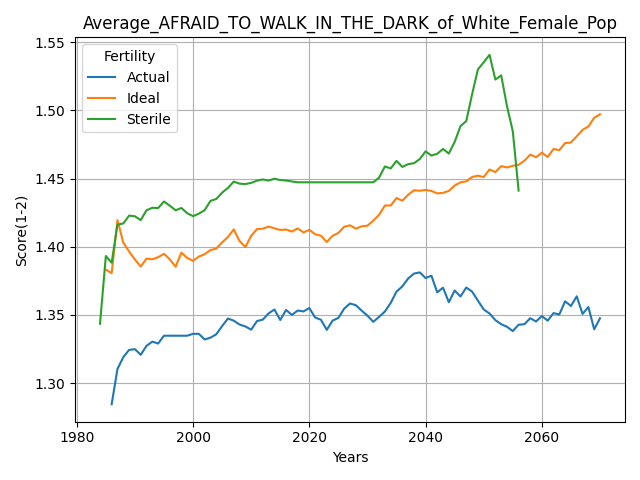 Average_AFRAID_TO_WALK_IN_THE_DARK_of_White_Female_Pop
Fertility
Actual
Ideal
Sterile
Score(1-2)
1.55
1.50
1.45
1.40
1.35
1.30
1980 2000 2020 2040 2060
Years